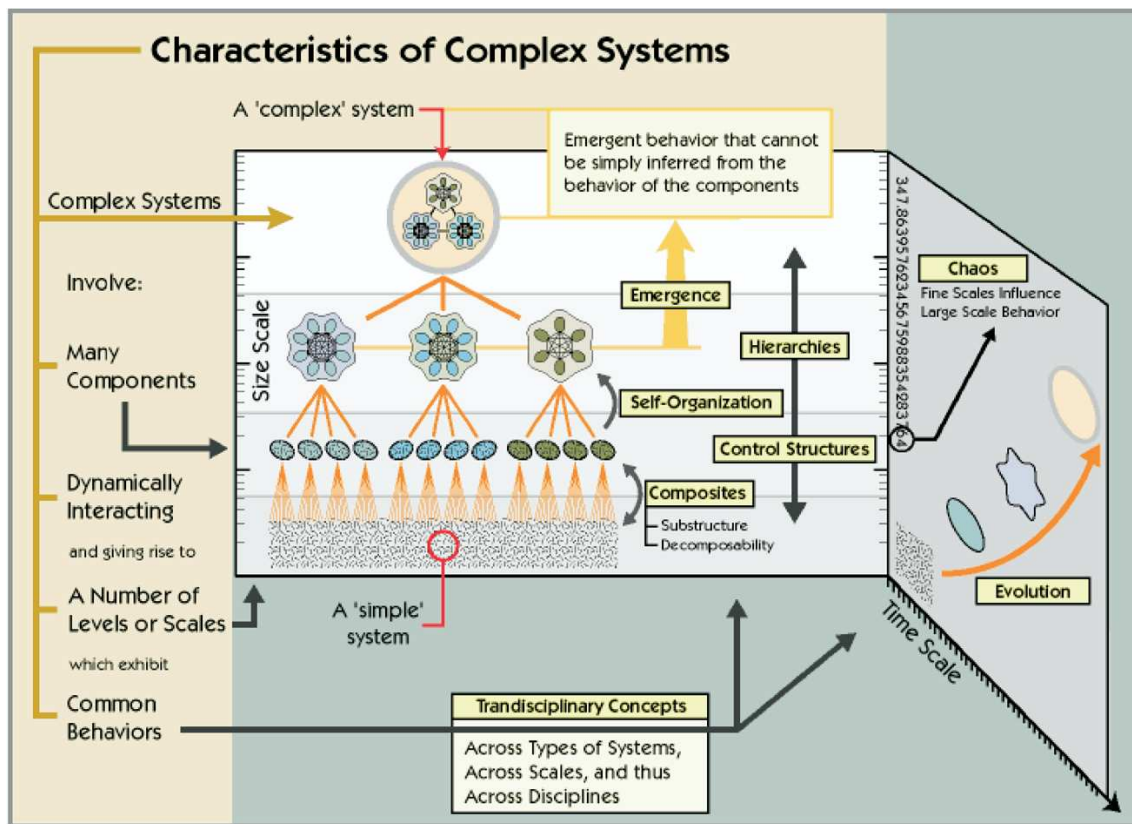 Characteristics of Complex Systems
A 'complex' system
Emergent behavior that cannot
be simply inferred from the
behavior of the components
Complex Systems
Involve:
Many
Components
Dynamically
Interacting
and giving rise to
A Number of
Levels or Scales
which exhibit
Common
Behaviors
Size Scale
Emergence
Hierarchies
Self-Organization
Control Structures
Composites
Substructure
Decomposability
A 'simple'
system
347.86395762345675988354283764
Chaos
Fine Scales Influence
Large Scale Behavior
Evolution
Time Scale
Trandisciplinary Concepts
Across Types of Systems,
Across Scales, and thus
Across Disciplines